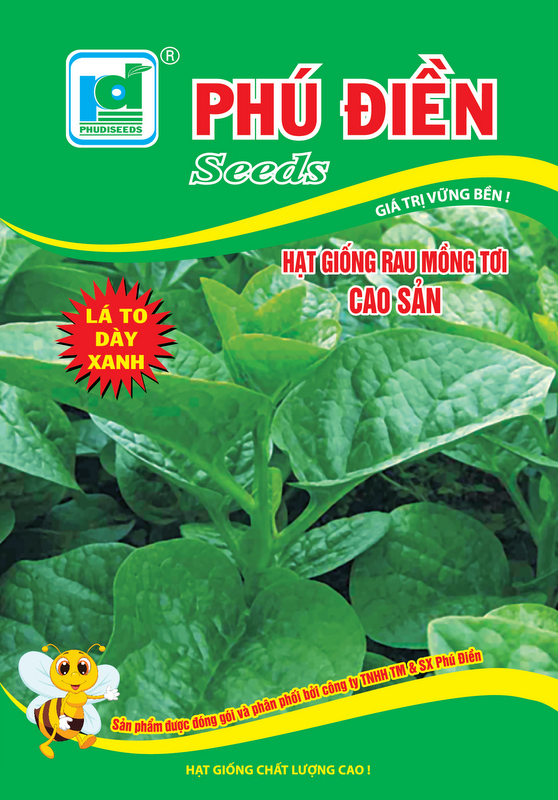 ®
pd
PHUDISEEDS
PHÚ ĐIỀN
Seeds
GIÁ TRỊ VỮNG BỀN !
HẠT GIỐNG RAU MỒNG TƠI
CAO SẢN
LÁ TO
DÀY
XANH
Sản phẩm được đông gói và phân phối bởi công ty TNHH TM & SX Phú Điền
HẠT GIỐNG CHẤT LƯỢNG CAO !